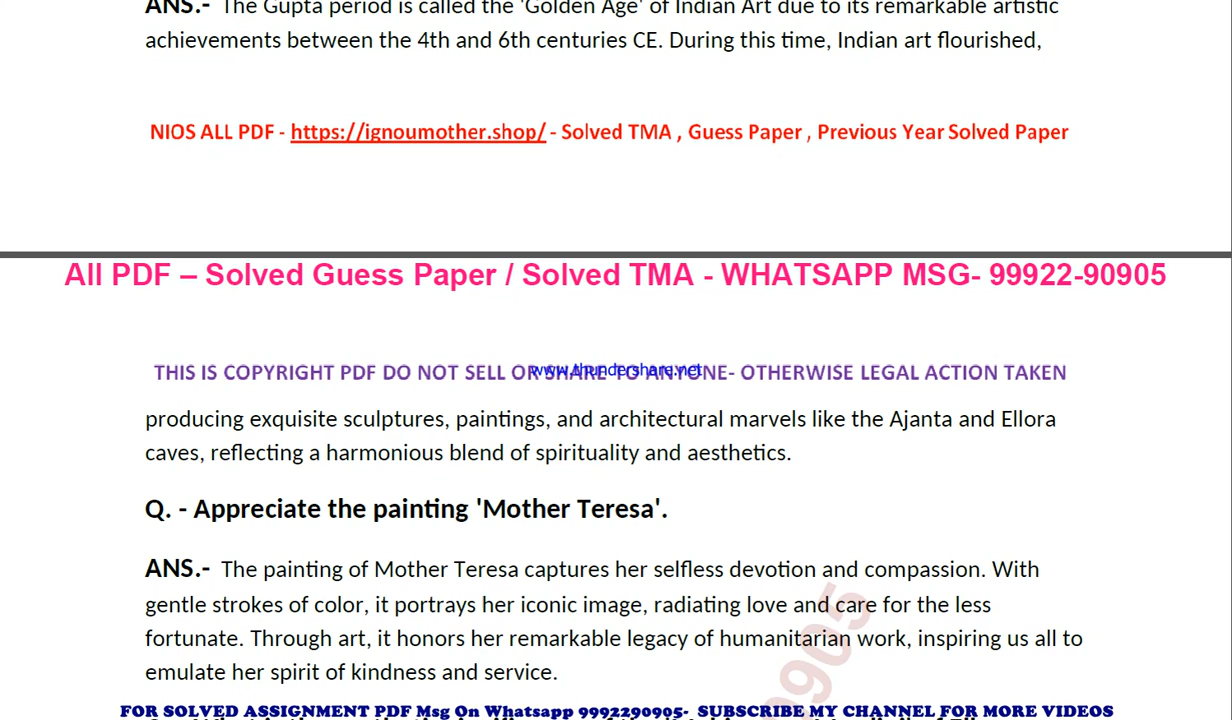 ANS.- The Gupta period is called the 'Golden Age' of Indian Art due to its remarkable artistic
achievements between the 4th and 6th centuries CE. During this time, Indian art flourished,
NIOS ALL PDF - https://ignoumother.shop/ - Solved TMA , Guess Paper , Previous Year Solved Paper
All PDF – Solved Guess Paper / Solved TMA - WHATSAPP MSG- 99922-90905
THIS IS COPYRIGHT PDF DO NOT SELL OR SHARE TO ANYONE- OTHERWISE LEGAL ACTION TAKEN
www.thundershare.net
producing exquisite sculptures, paintings, and architectural marvels like the Ajanta and Ellora
caves, reflecting a harmonious blend of spirituality and aesthetics.
Q. - Appreciate the painting 'Mother Teresa'.
ANS.- The painting of Mother Teresa captures her selfless devotion and compassion. With
gentle strokes of color, it portrays her iconic image, radiating love and care for the less
fortunate. Through art, it honors her remarkable legacy of humanitarian work, inspiring us all to
emulate her spirit of kindness and service.
0905
FOR SOLVED ASSIGNMENT PDF Msg On Whatsapp 9992290905- SUBSCRIBE MY CHANNEL FOR MORE VIDEOS